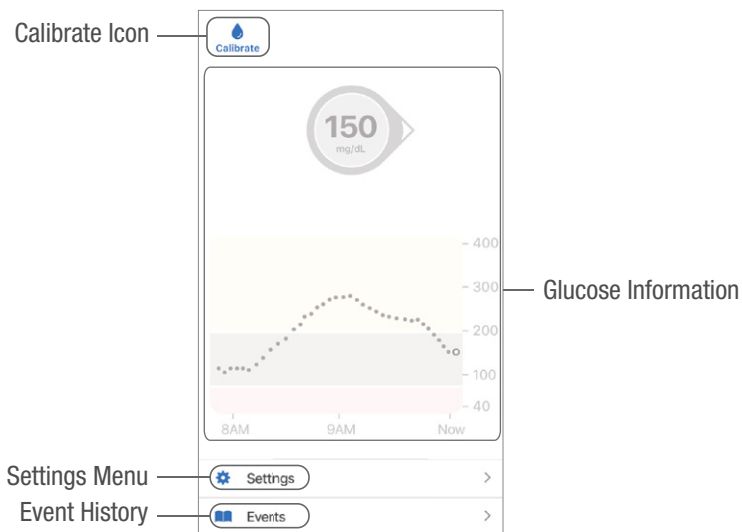 Calibrate Icon
Calibrate
150
mg/dL
400
300
Glucose Information
200
100
40
8AM 9AM Now
Settings Menu
Settings
Event History
Events